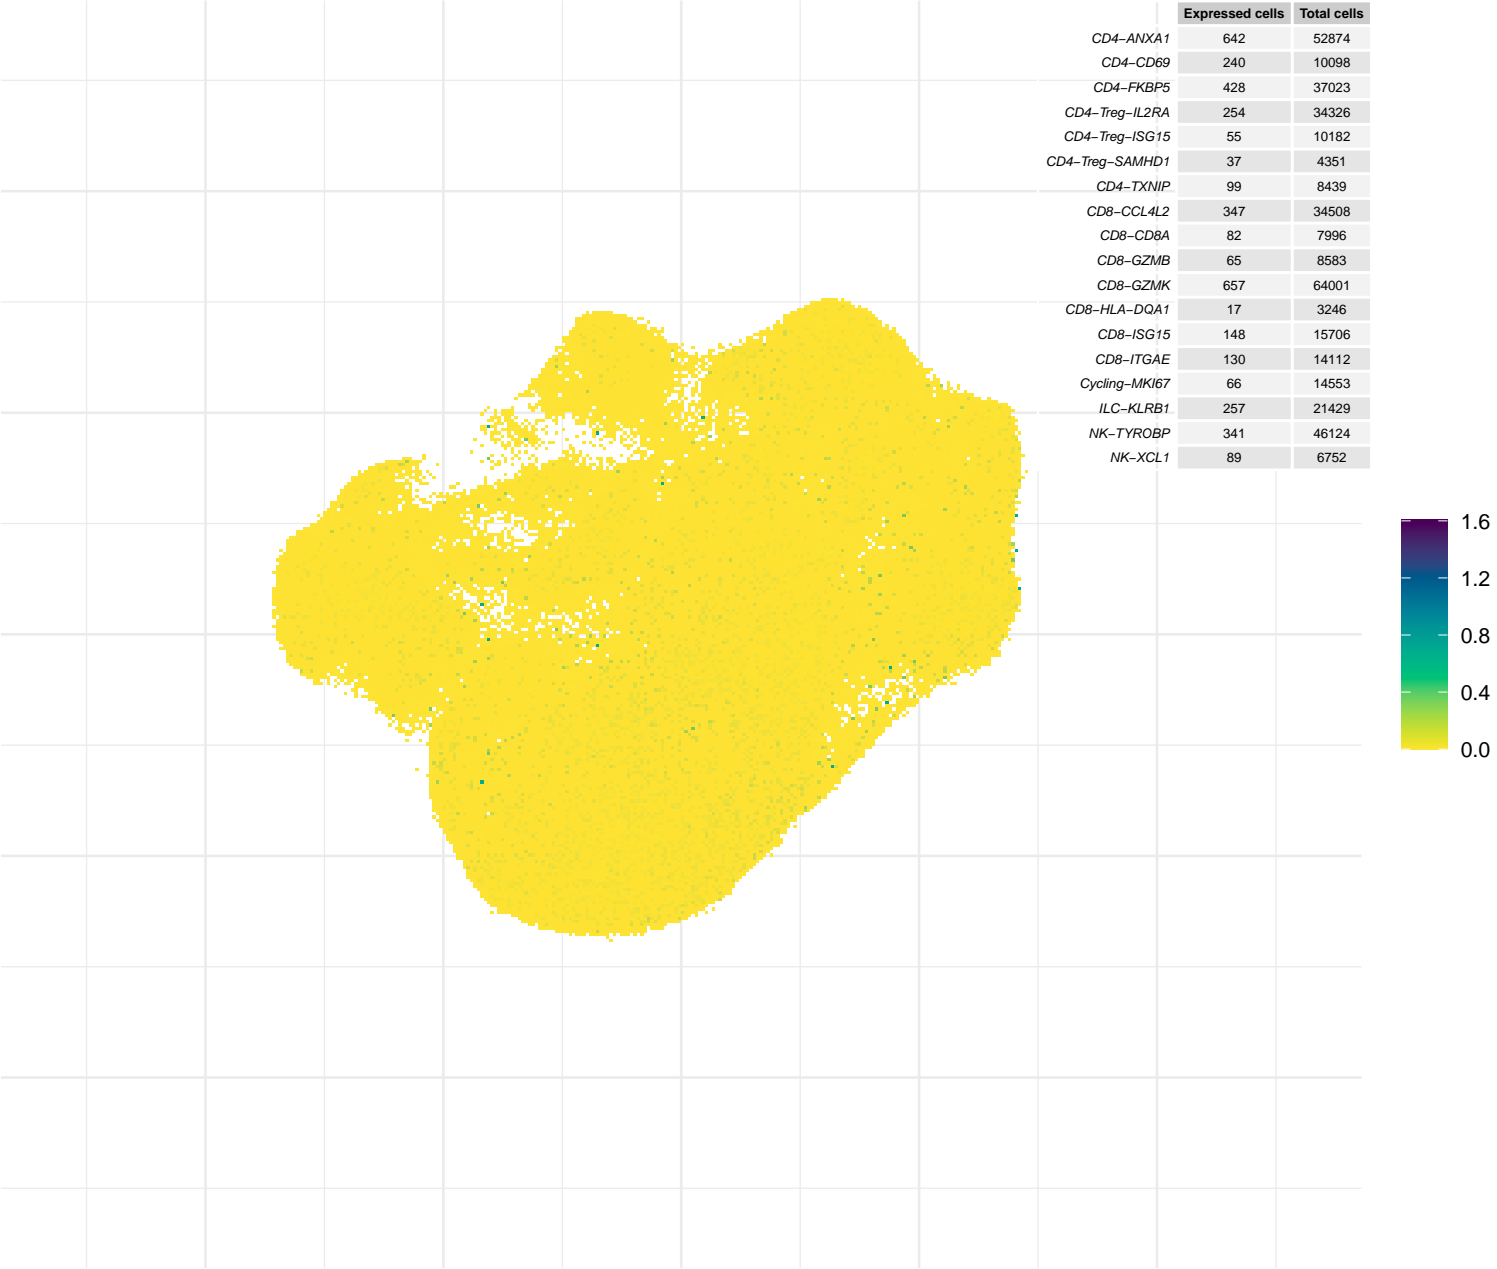 Expressed cells Total cells
CD4−ANXA1 642 52874
CD4−CD69 240 10098
CD4−FKBP5 428 37023
CD4−Treg−IL2RA 254 34326
CD4−Treg−ISG15 55 10182
CD4−Treg−SAMHD1 37 4351
CD4−TXNIP 99 8439
CD8−CCL4L2 347 34508
CD8−CD8A 82 7996
CD8−GZMB 65 8583
CD8−GZMK 657 64001
CD8−HLA−DQA1 17 3246
CD8−ISG15 148 15706
CD8−ITGAE 130 14112
Cycling−MKI67 66 14553
ILC−KLRB1 257 21429
NK−TYROBP 341 46124
NK−XCL1 89 6752
1.6
1.2
0.8
0.4
0.0